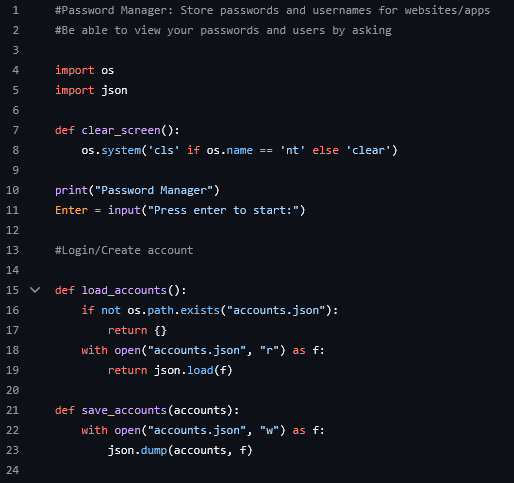 1 #Password Manager: Store passwords and usernames for websites/apps
2 #Be able to view your passwords and users by asking
3
4 import os
5 import json
6
7 def clear_screen():
8     os.system('cls' if os.name == 'nt' else 'clear')
9
10 print("Password Manager")
11 Enter = input("Press enter to start:")
12
13 #Login/Create account
14
15 def load_accounts():
16     if not os.path.exists("accounts.json"):
17         return {}
18     with open("accounts.json", "r") as f:
19         return json.load(f)
20
21 def save_accounts(accounts):
22     with open("accounts.json", "w") as f:
23         json.dump(accounts, f)
24